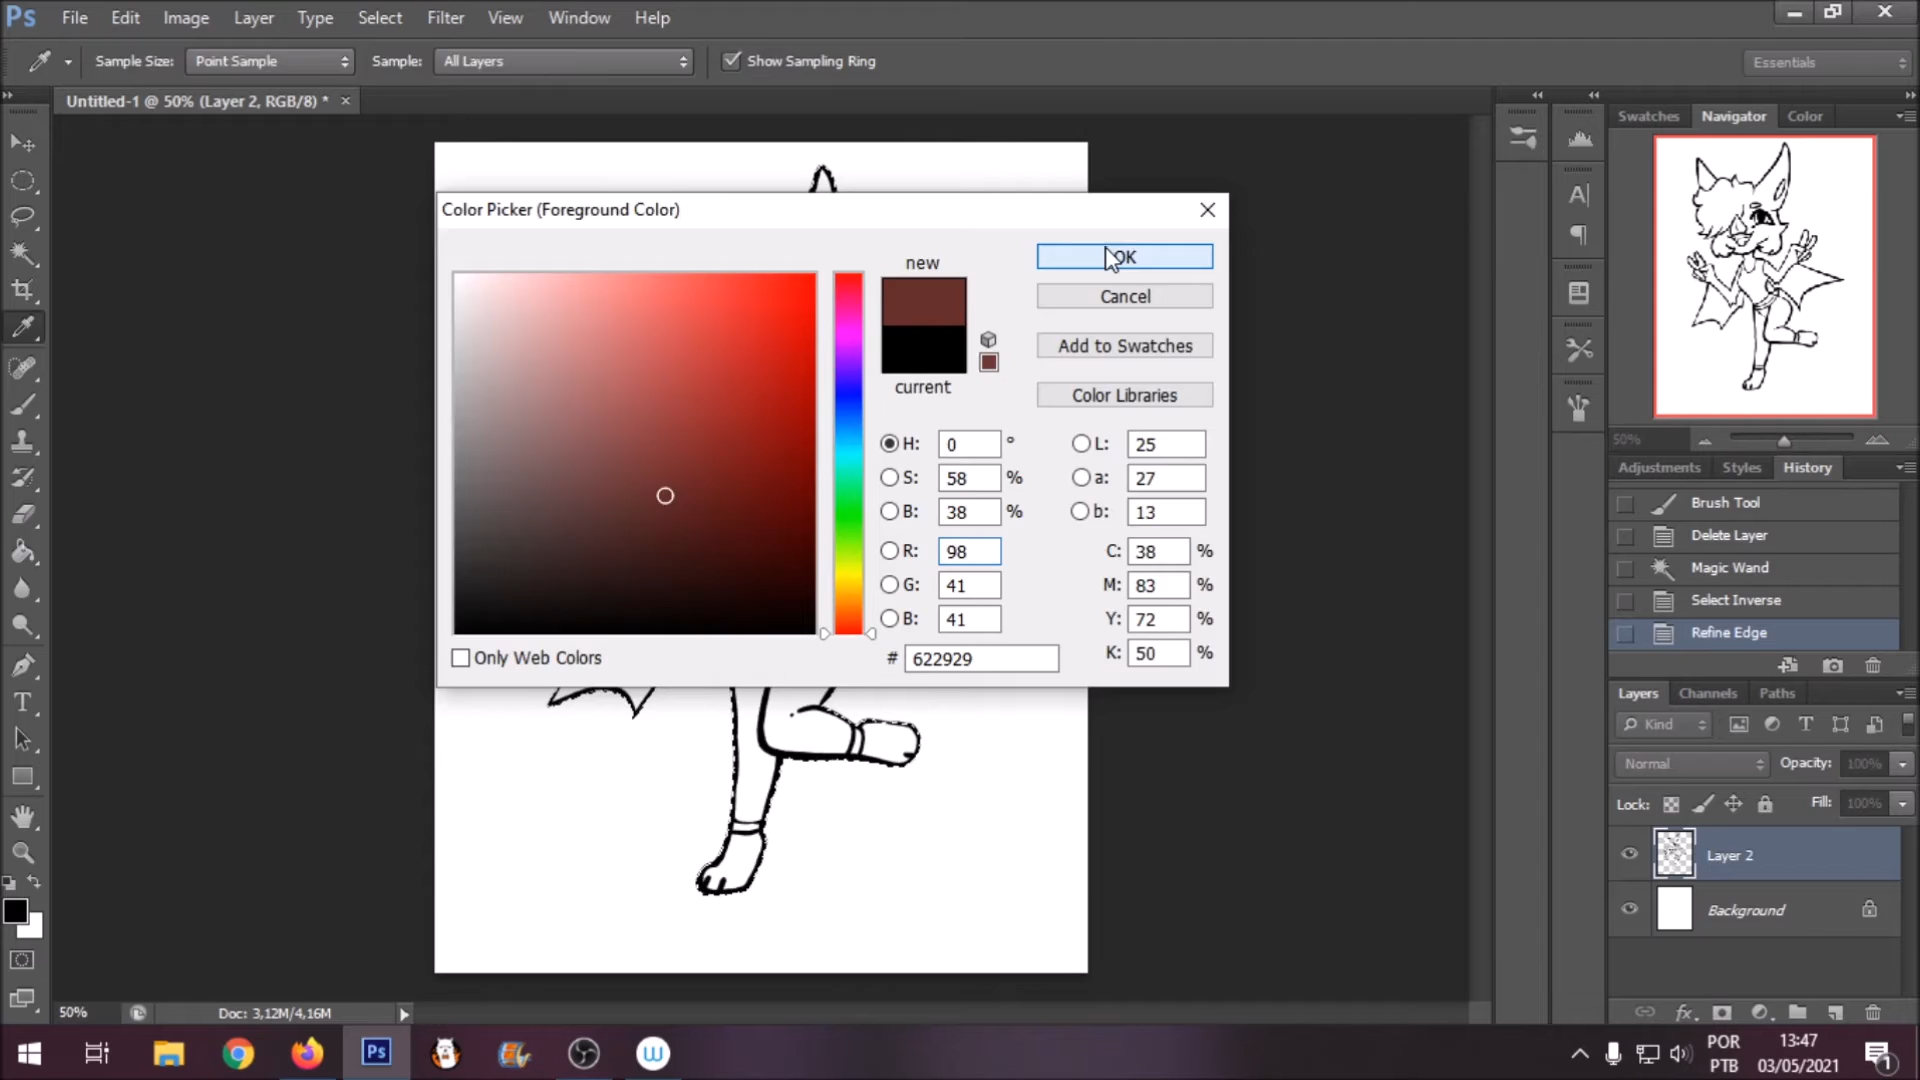 Ps File Edit Image Layer Type Select Filter View Window Help
Sample Size: Point Sample Sample: All Layers Show Sampling Ring Essentials
Untitled-1 @ 50% (Layer 2, RGB/8) * ×
Swatches Navigator Color
Color Picker (Foreground Color)
new
OK
Cancel
Add to Swatches
current
Color Libraries
H: 0 ° L: 25
S: 58 % a: 27
B: 38 % b: 13
R: 98 C: 38 %
G: 41 M: 83 %
B: 41 Y: 72 %
# 622929 K: 50 %
Only Web Colors
50%
Adjustments Styles History
Brush Tool
Delete Layer
Magic Wand
Select Inverse
Refine Edge
Layers Channels Paths
Kind
Normal Opacity: 100%
Lock: Fill: 100%
Layer 2
Background
50% Doc: 3,12M/4,16M
Ps
POR 13:47
PTB 03/05/2021
1